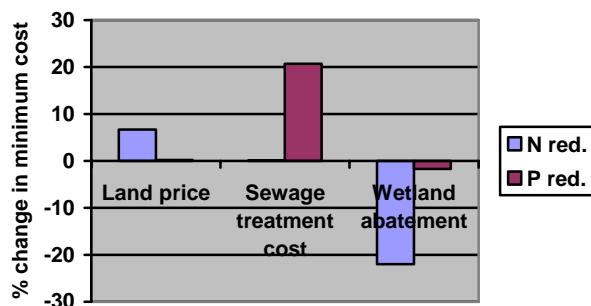 % change in minimum cost
30
20
10
0
-10
-20
-30
Land price
Sewage
treatment
cost
Wetland
abatement
N red.
P red.